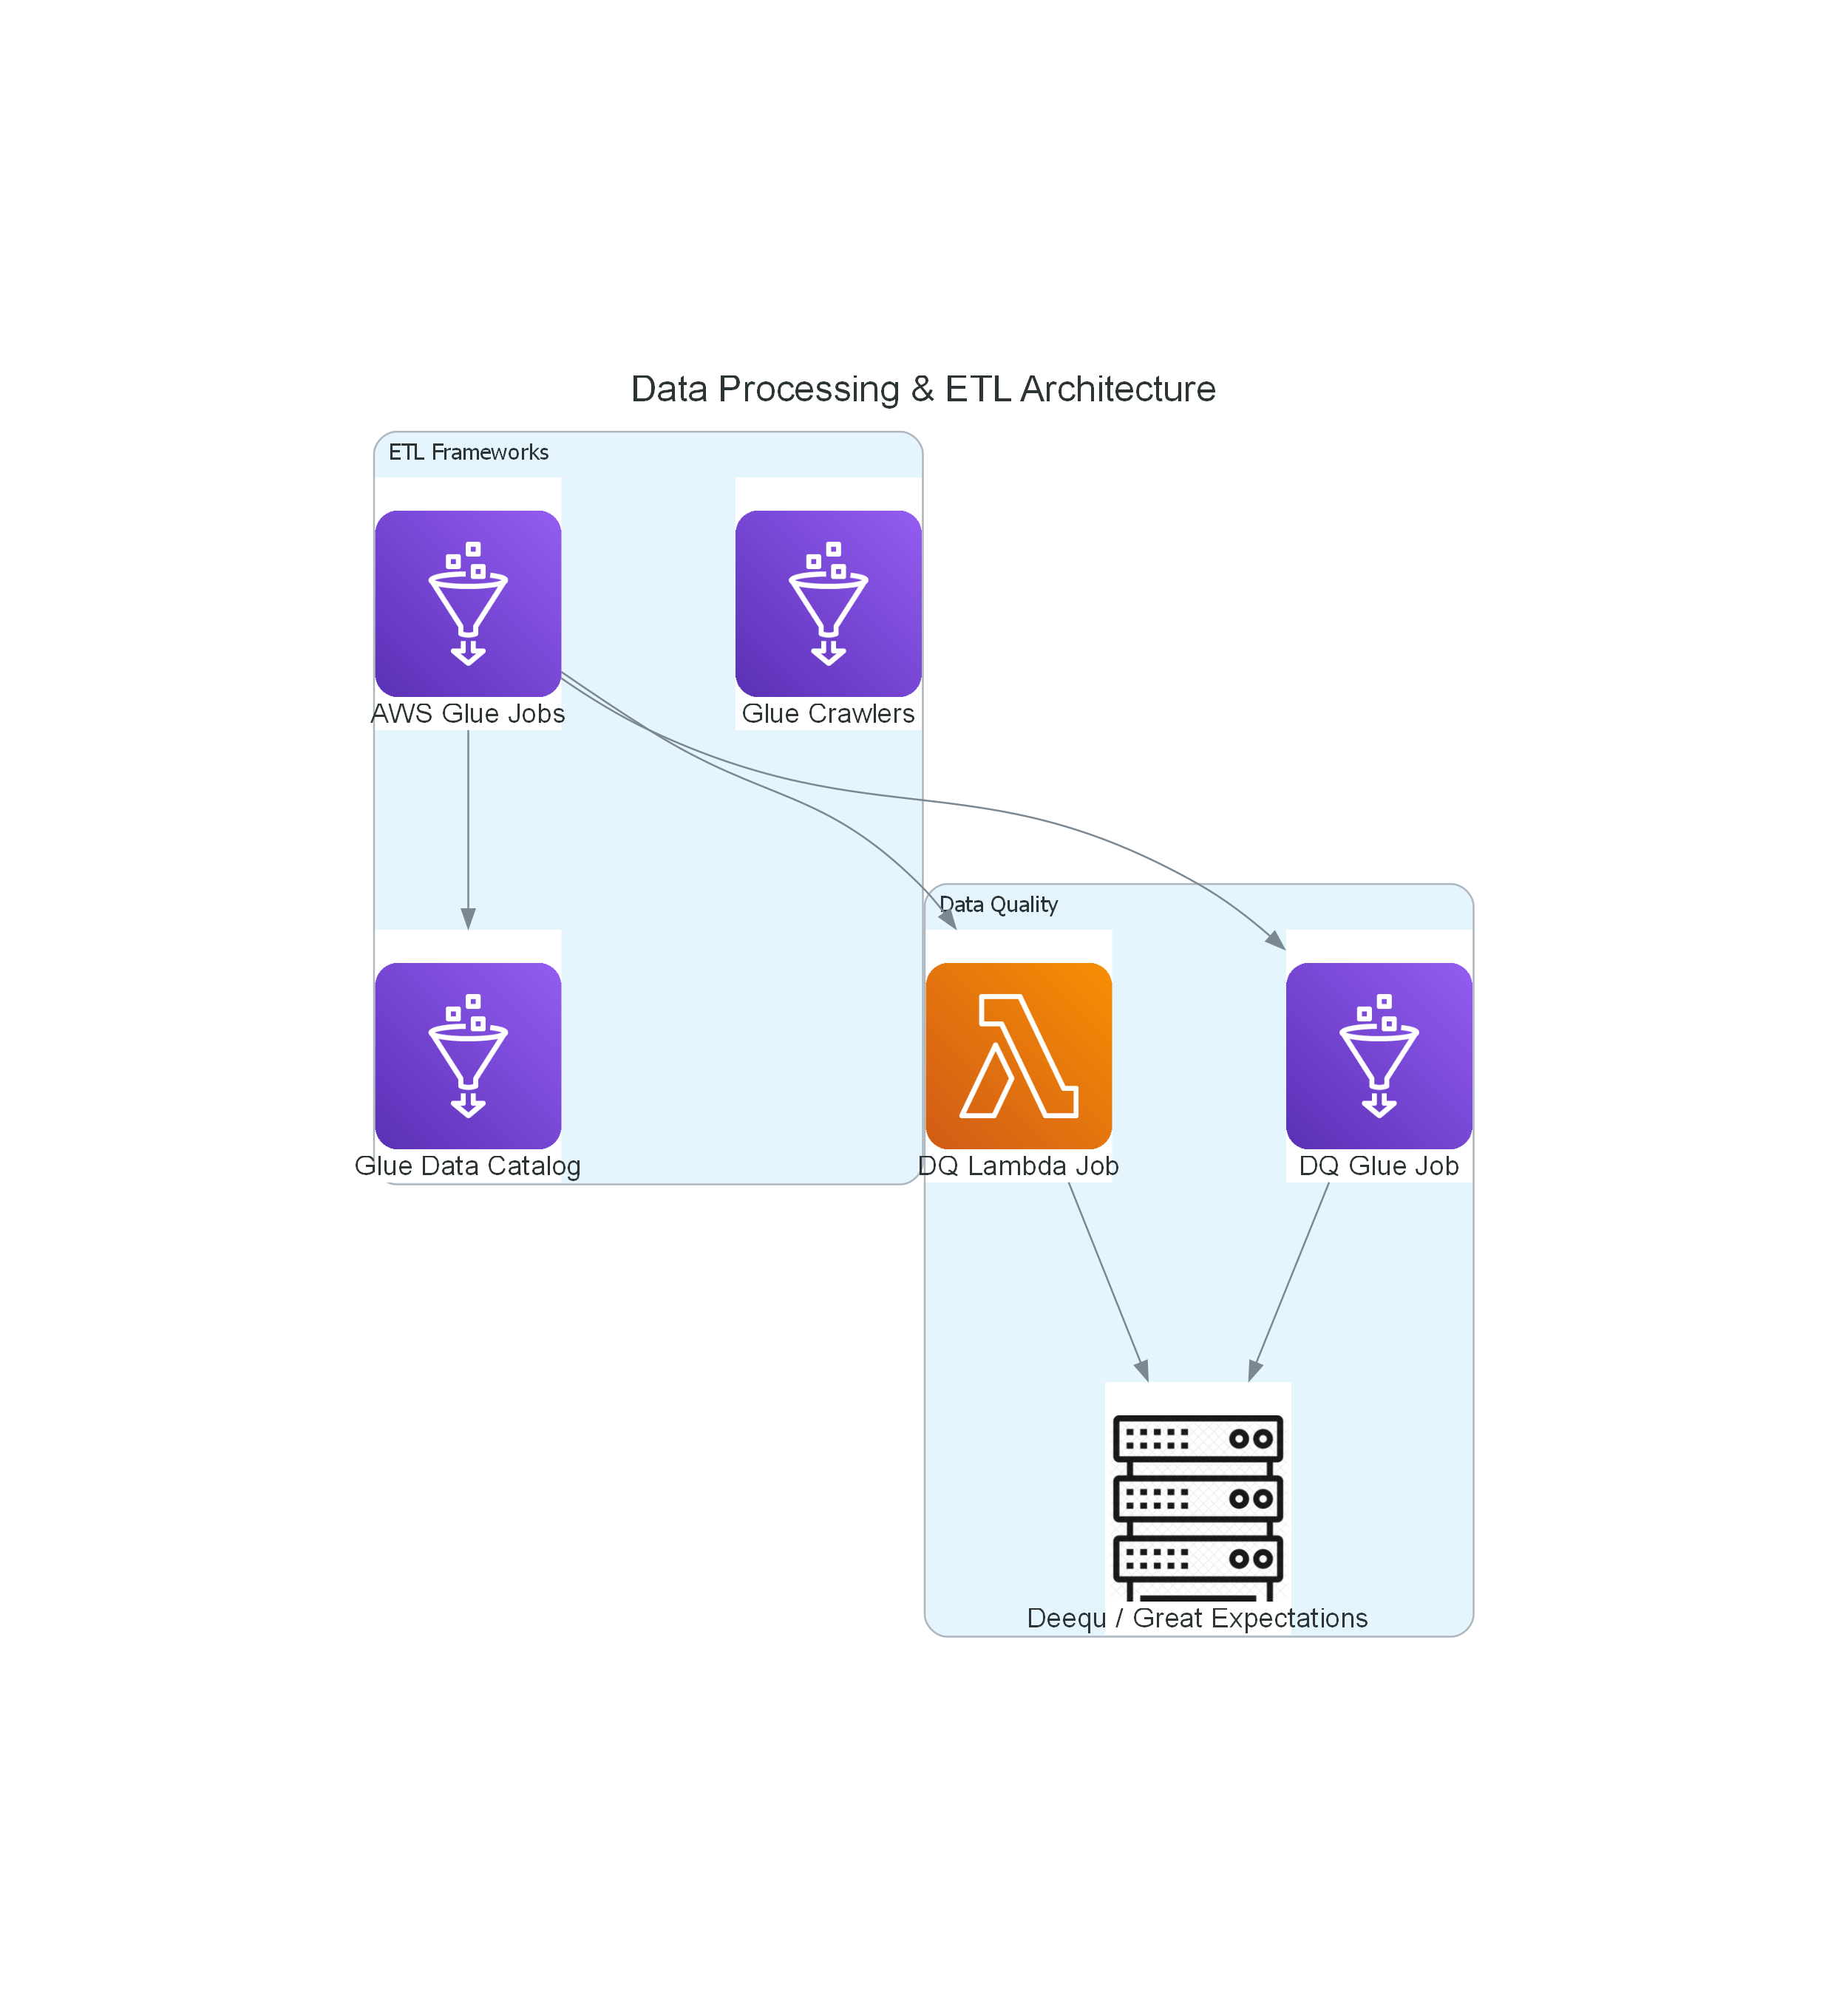 Data Processing & ETL Architecture
ETL Frameworks
AWS Glue Jobs
Glue Crawlers
Data Quality
Glue Data Catalog
DQ Lambda Job
DQ Glue Job
Deequ / Great Expectations